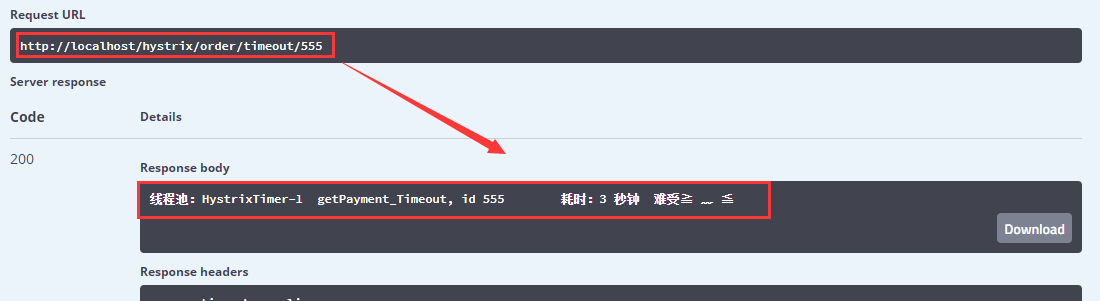 Request URL
http://localhost/hystrix/order/timeout/555
Server response
Code Details
200
Response body
线程池：HystrixTimer-1 getPayment_Timeout, id 555 耗时：3 秒钟 难受≧ ﹏ ≦
Download
Response headers